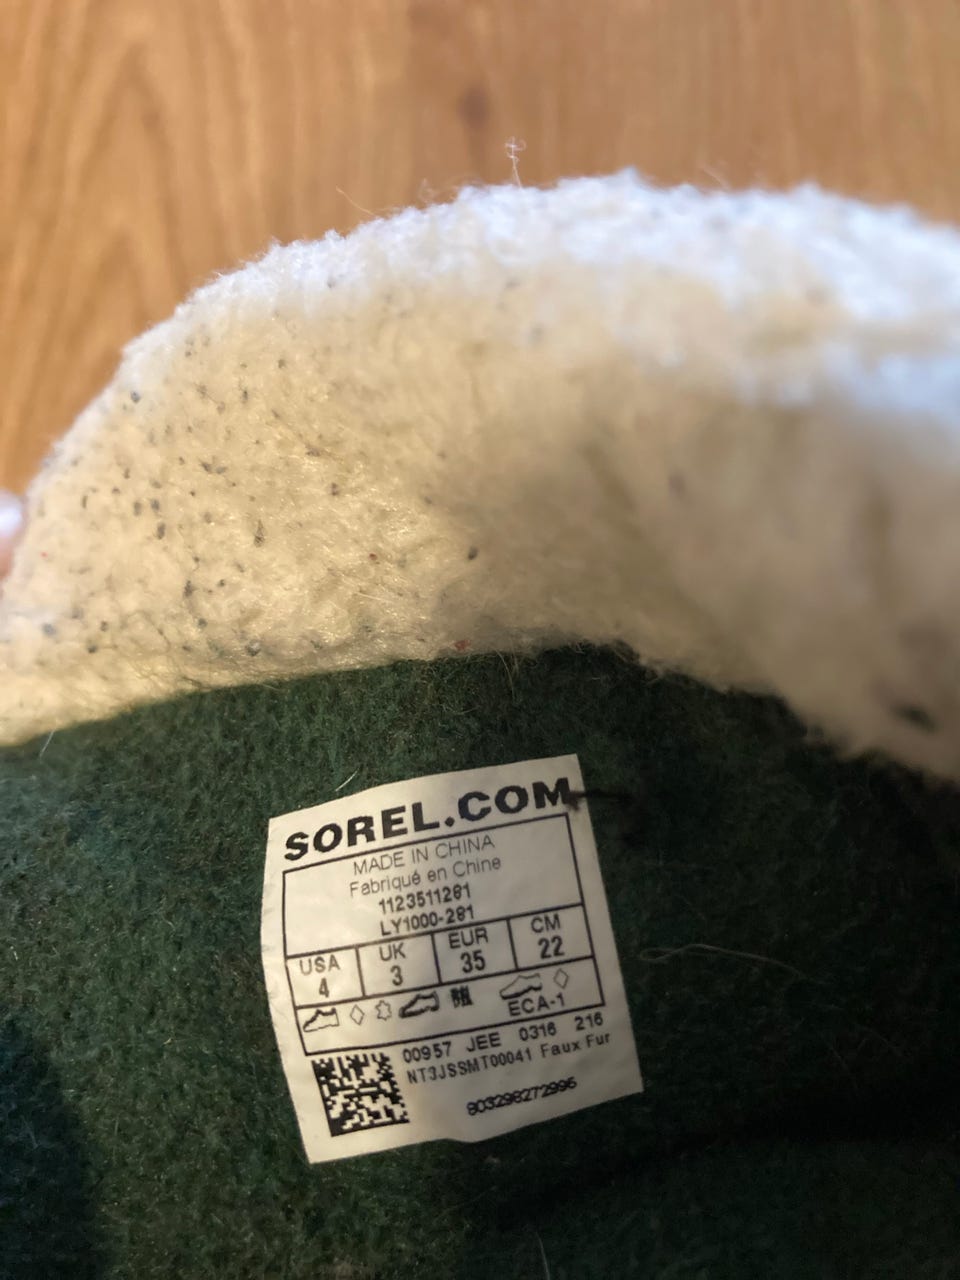 SOREL.COM
MADE IN CHINA
Fabriqué en Chine
1123511281
LY1000-281
USA UK EUR CM
4 3 35 22
ECA-1
00957 JEE 0316 216
NT3JSSMT00041 Faux Fur
803298272996